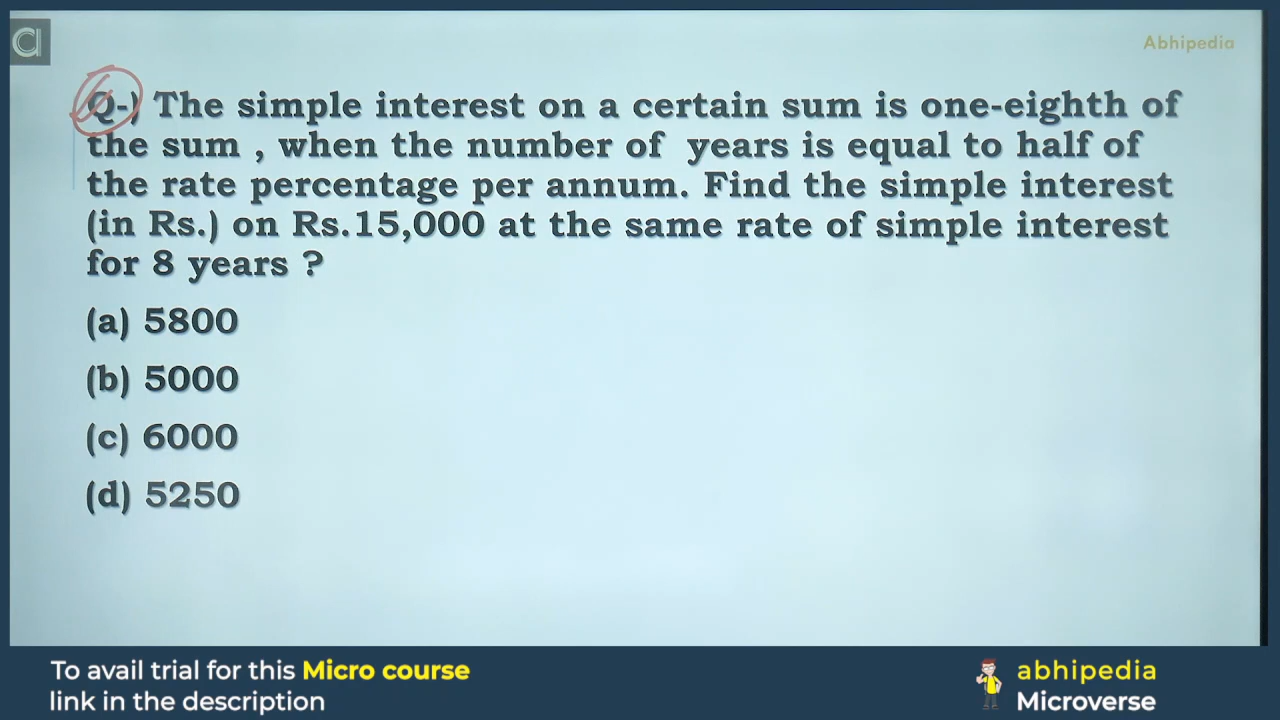 Abhipedia
Q-) The simple interest on a certain sum is one-eighth of
the sum , when the number of years is equal to half of
the rate percentage per annum. Find the simple interest
(in Rs.) on Rs.15,000 at the same rate of simple interest
for 8 years ?
(a) 5800
(b) 5000
(c) 6000
(d) 5250
To avail trial for this Micro course
link in the description
abhipedia
Microverse